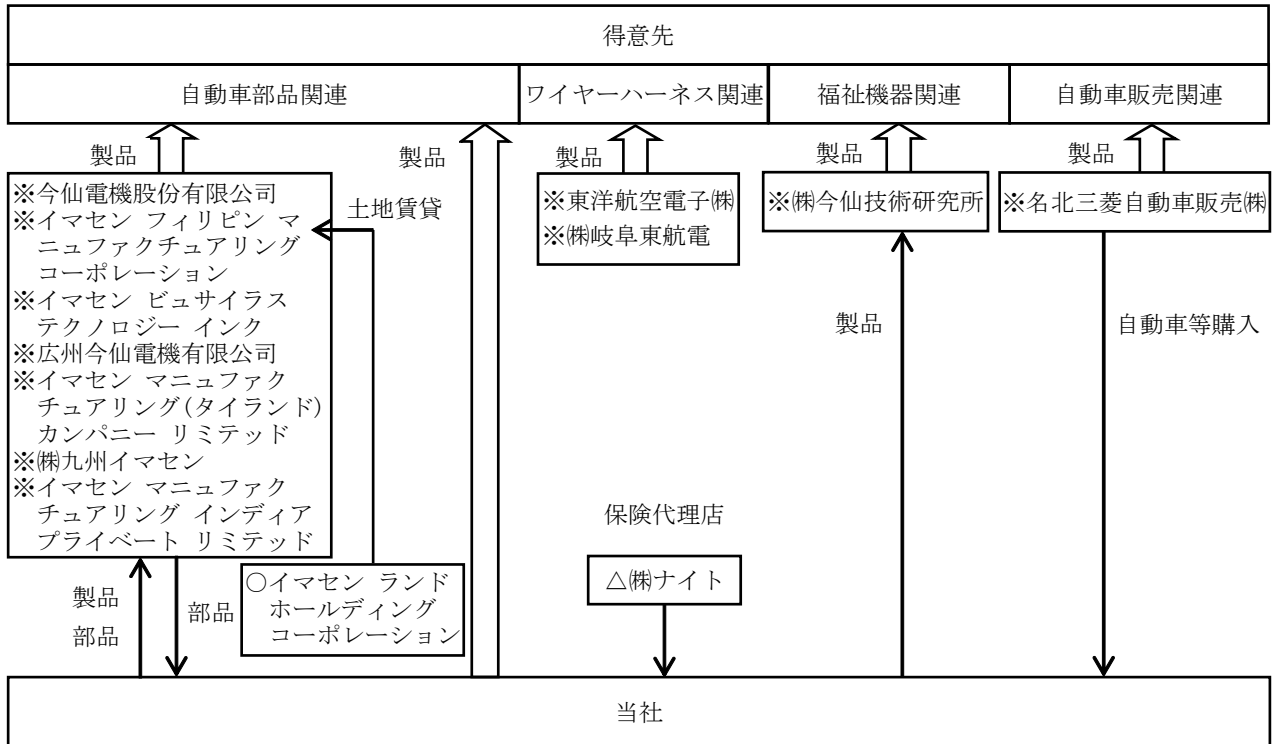 得意先
自動車部品関連
ワイヤーハーネス関連
福祉機器関連
自動車販売関連
製品
製品
製品
製品
製品
※今仙電機股份有限公司
※イマセン フィリピン マ
ニュファクチュアリング
コーポレーション
※イマセン ビュサイラス
テクノロジー インク
※広州今仙電機有限公司
※イマセン マニュファク
チュアリング(タイランド)
カンパニー リミテッド
※㈱九州イマセン
※イマセン マニュファク
チュアリング インディア
プライベート リミテッド
土地賃貸
※東洋航空電子㈱
※㈱岐阜東航電
※㈱今仙技術研究所
※名北三菱自動車販売㈱
製品
自動車等購入
保険代理店
△㈱ナイト
製品
部品
部品
○イマセン ランド
ホールディング
コーポレーション
当社